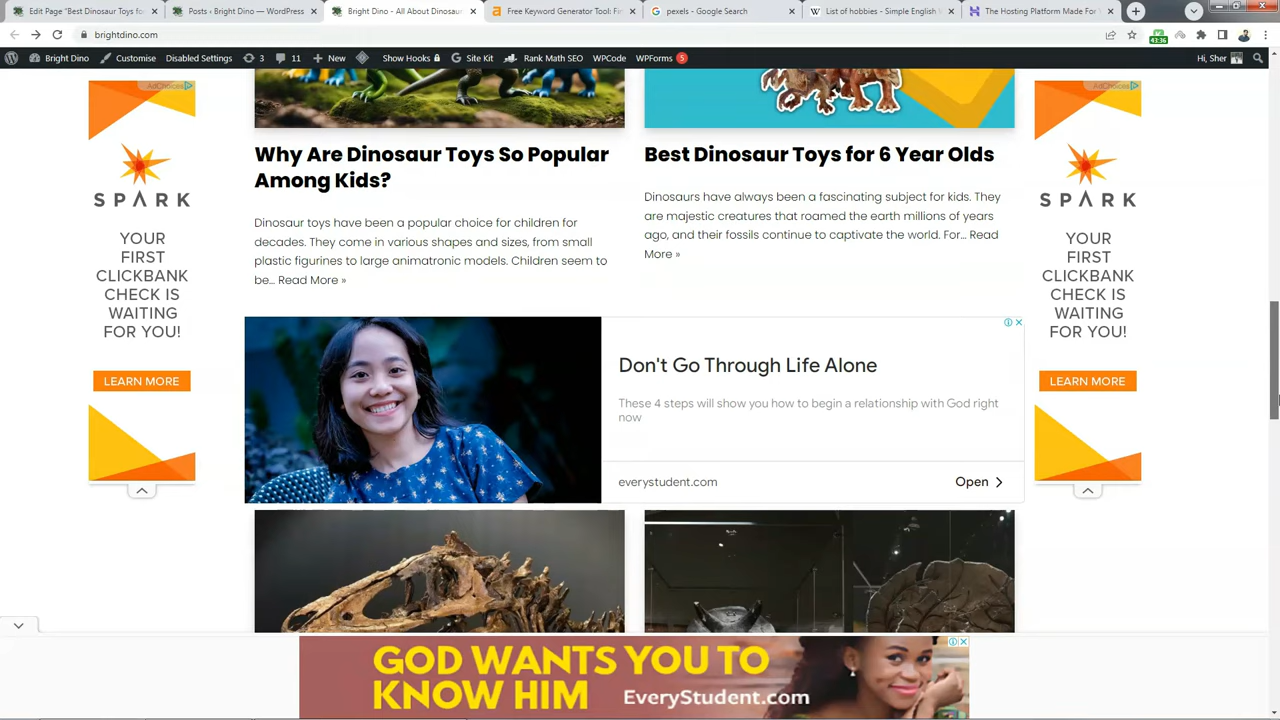 Edit Page "Best Dinosaur Toys fo
Posts ‹ Bright Dino — WordPress
Bright Dino - All About Dinosaur
Free Keyword Generator Tool: Fi
pexels - Google Search
List of hobbies - Simple English
The Hosting Platform Made For
brightdino.com
43:36
Bright Dino
Customise
Disabled Settings
3
11
New
Show Hooks
Site Kit
Rank Math SEO
WPCode
WPForms 5
Hi, Sher
AdChoices
AdChoices
Why Are Dinosaur Toys So Popular
Among Kids?
Dinosaur toys have been a popular choice for children for
decades. They come in various shapes and sizes, from small
plastic figurines to large animatronic models. Children seem to
be... Read More »
Best Dinosaur Toys for 6 Year Olds
Dinosaurs have always been a fascinating subject for kids. They
are majestic creatures that roamed the earth millions of years
ago, and their fossils continue to captivate the world. For... Read
More »
SPARK
YOUR
FIRST
CLICKBANK
CHECK IS
WAITING
FOR YOU!
LEARN MORE
SPARK
YOUR
FIRST
CLICKBANK
CHECK IS
WAITING
FOR YOU!
LEARN MORE
Don't Go Through Life Alone
These 4 steps will show you how to begin a relationship with God right
now
everystudent.com
Open
GOD WANTS YOU TO
KNOW HIM EveryStudent.com